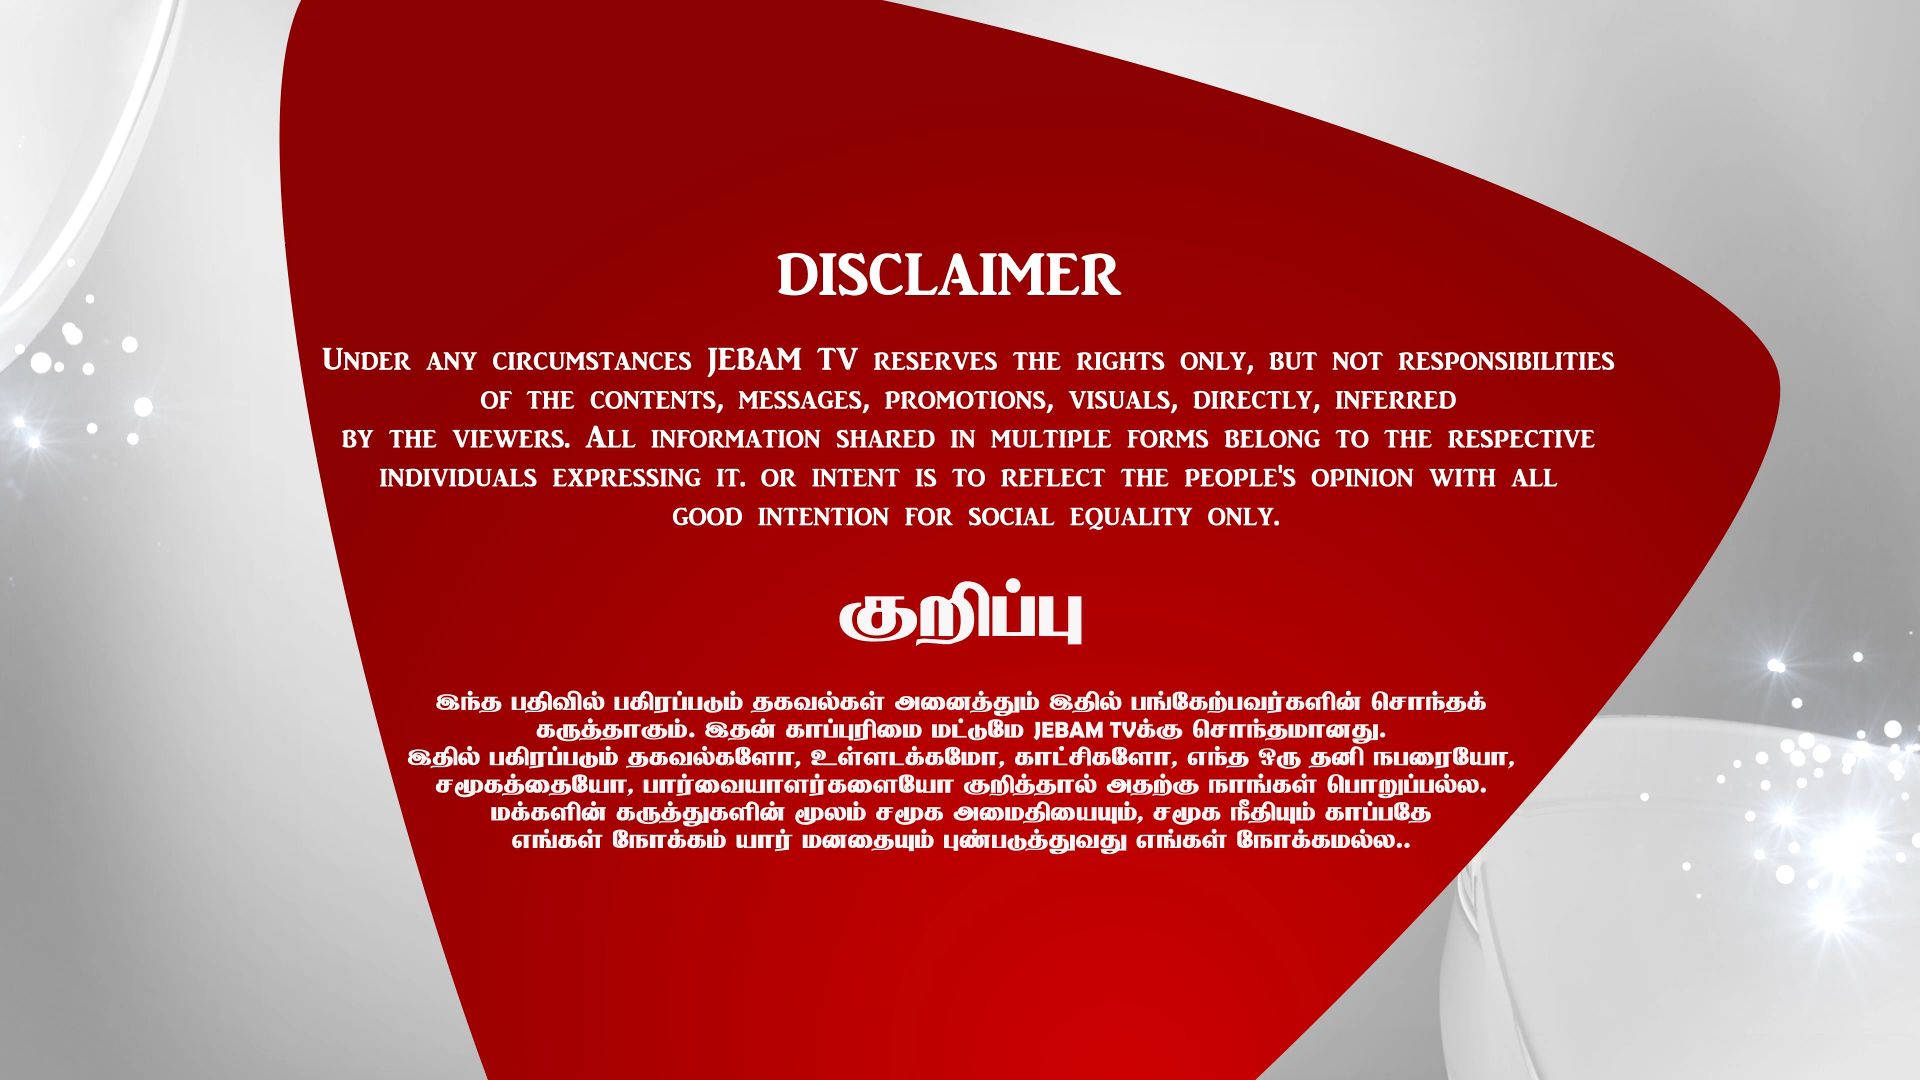 DISCLAIMER
UNDER ANY CIRCUMSTANCES JEBAM TV RESERVES THE RIGHTS ONLY, BUT NOT RESPONSIBILITIES
OF THE CONTENTS, MESSAGES, PROMOTIONS, VISUALS, DIRECTLY, INFERRED
BY THE VIEWERS. ALL INFORMATION SHARED IN MULTIPLE FORMS BELONG TO THE RESPECTIVE
INDIVIDUALS EXPRESSING IT. OR INTENT IS TO REFLECT THE PEOPLE'S OPINION WITH ALL
GOOD INTENTION FOR SOCIAL EQUALITY ONLY.
குறிப்பு
இந்த பதிவில் பகிரப்படும் தகவல்கள் அனைத்தும் இதில் பங்கேற்பவர்களின் சொந்தக்
கருத்தாகும். இதன் காப்புரிமை மட்டுமே JEBAM TVக்கு சொந்தமானது.
இதில் பகிரப்படும் தகவல்களோ, உள்ளடக்கமோ, காட்சிகளோ, எந்த ஒரு தனி நபரையோ,
சமூகத்தையோ, பார்வையாளர்களையோ குறித்தால் அதற்கு நாங்கள் பொறுப்பல்ல.
மக்களின் கருத்துகளின் மூலம் சமூக அமைதியையும், சமூக நீதியும் காப்பதே
எங்கள் நோக்கம் யார் மனதையும் புண்படுத்துவது எங்கள் நோக்கமல்ல..